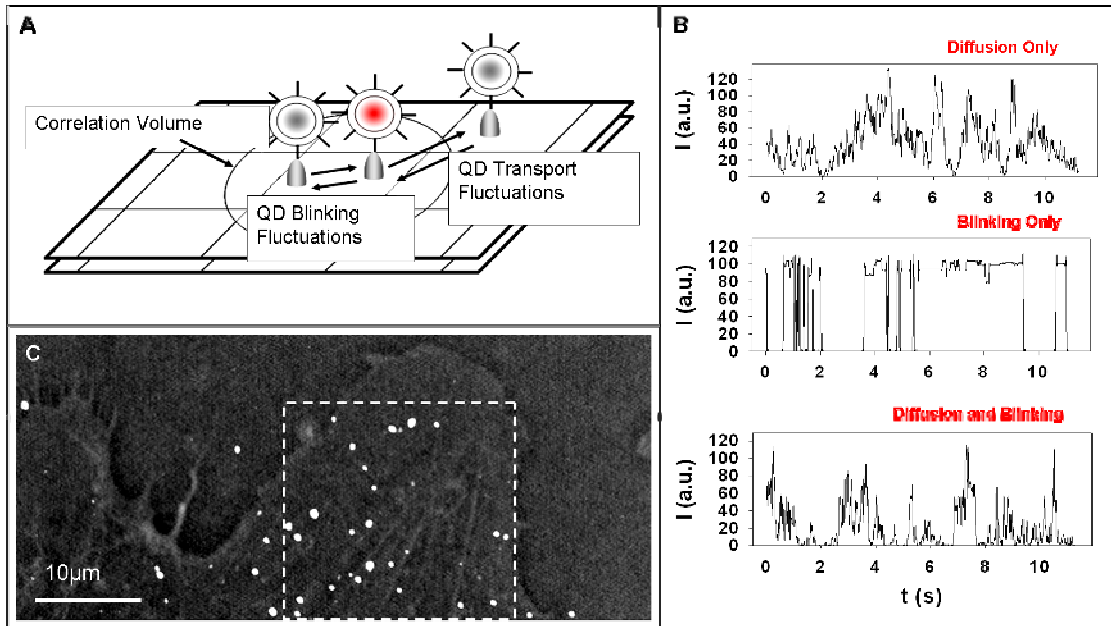 A
Correlation Volume
QD Transport
Fluctuations
QD Blinking
Fluctuations
B
Diffusion Only
I (a.u.)
120
100
80
60
40
20
0
0 2 4 6 8 10
Blinking Only
I (a.u.)
120
100
80
60
40
20
0
0 2 4 6 8 10
Diffusion and Blinking
I (a.u.)
120
100
80
60
40
20
0
0 2 4 6 8 10
t (s)
C
10µm